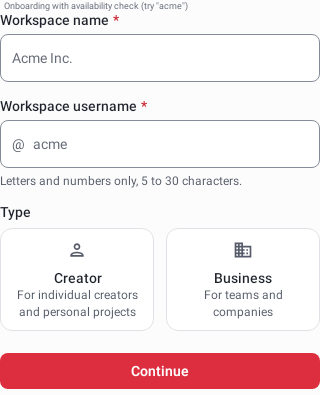 Onboarding with availability check (try "acme")
Workspace name *
Acme Inc.
Workspace username *
@ acme
Letters and numbers only, 5 to 30 characters.
Type
Creator
For individual creators
and personal projects
Business
For teams and
companies
Continue